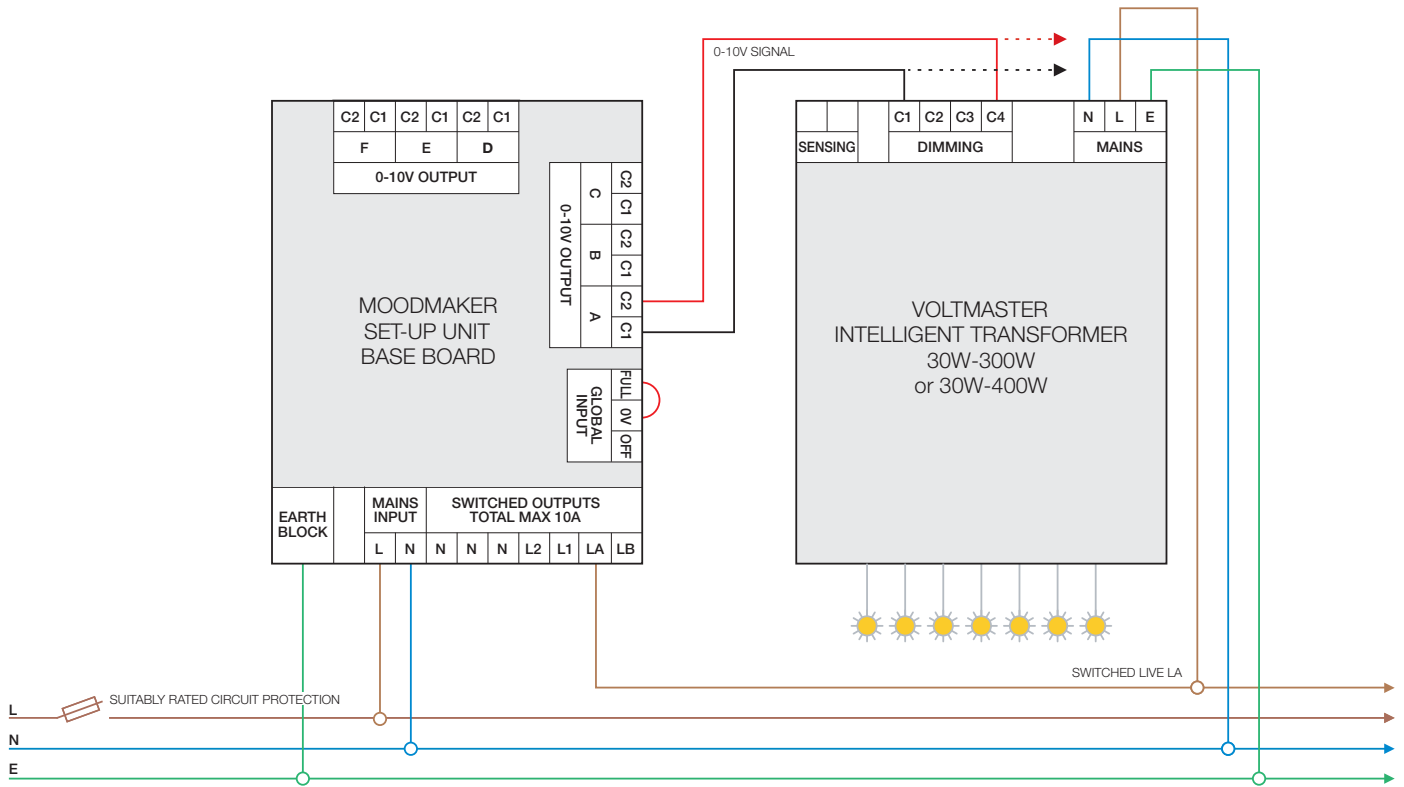 0-10V SIGNAL
C2 C1 C2 C1 C2 C1
F E D
0-10V OUTPUT
C1 C2 C3 C4
SENSING
DIMMING
N L E
MAINS
0-10V OUTPUT
C
B
A
C2
C1
C2
C1
C2
C1
MOODMAKER
SET-UP UNIT
BASE BOARD
VOLTMASTER
INTELLIGENT TRANSFORMER
30W-300W
or 30W-400W
GLOBAL
INPUT
FULL
0V
OFF
EARTH
BLOCK
MAINS
INPUT
SWITCHED OUTPUTS
TOTAL MAX 10A
L N N N N L2 L1 LA LB
SWITCHED LIVE LA
SUITABLY RATED CIRCUIT PROTECTION
L
N
E